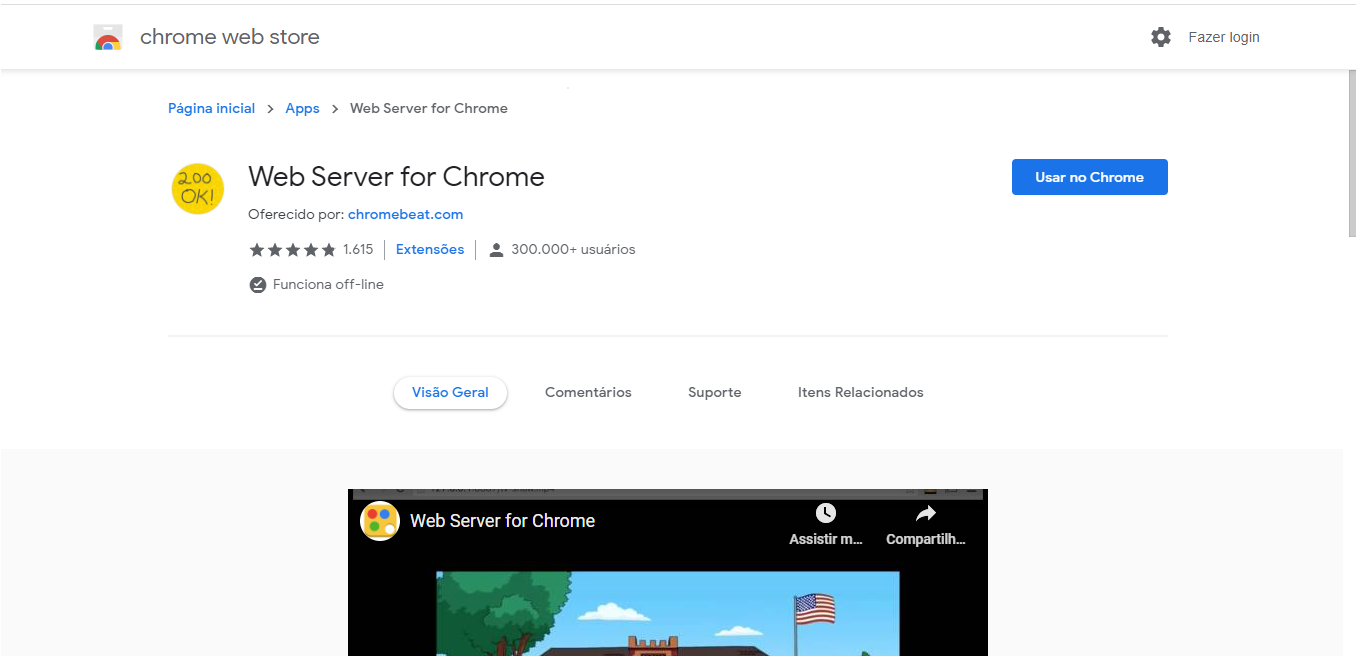 chrome web store
Fazer login
Página inicial > Apps > Web Server for Chrome
200 OK!
Web Server for Chrome
Usar no Chrome
Oferecido por: chromebeat.com
1.615 Extensões 300.000+ usuários
Funciona off-line
Visão Geral Comentários Suporte Itens Relacionados
Web Server for Chrome
Assistir m... Compartilh...